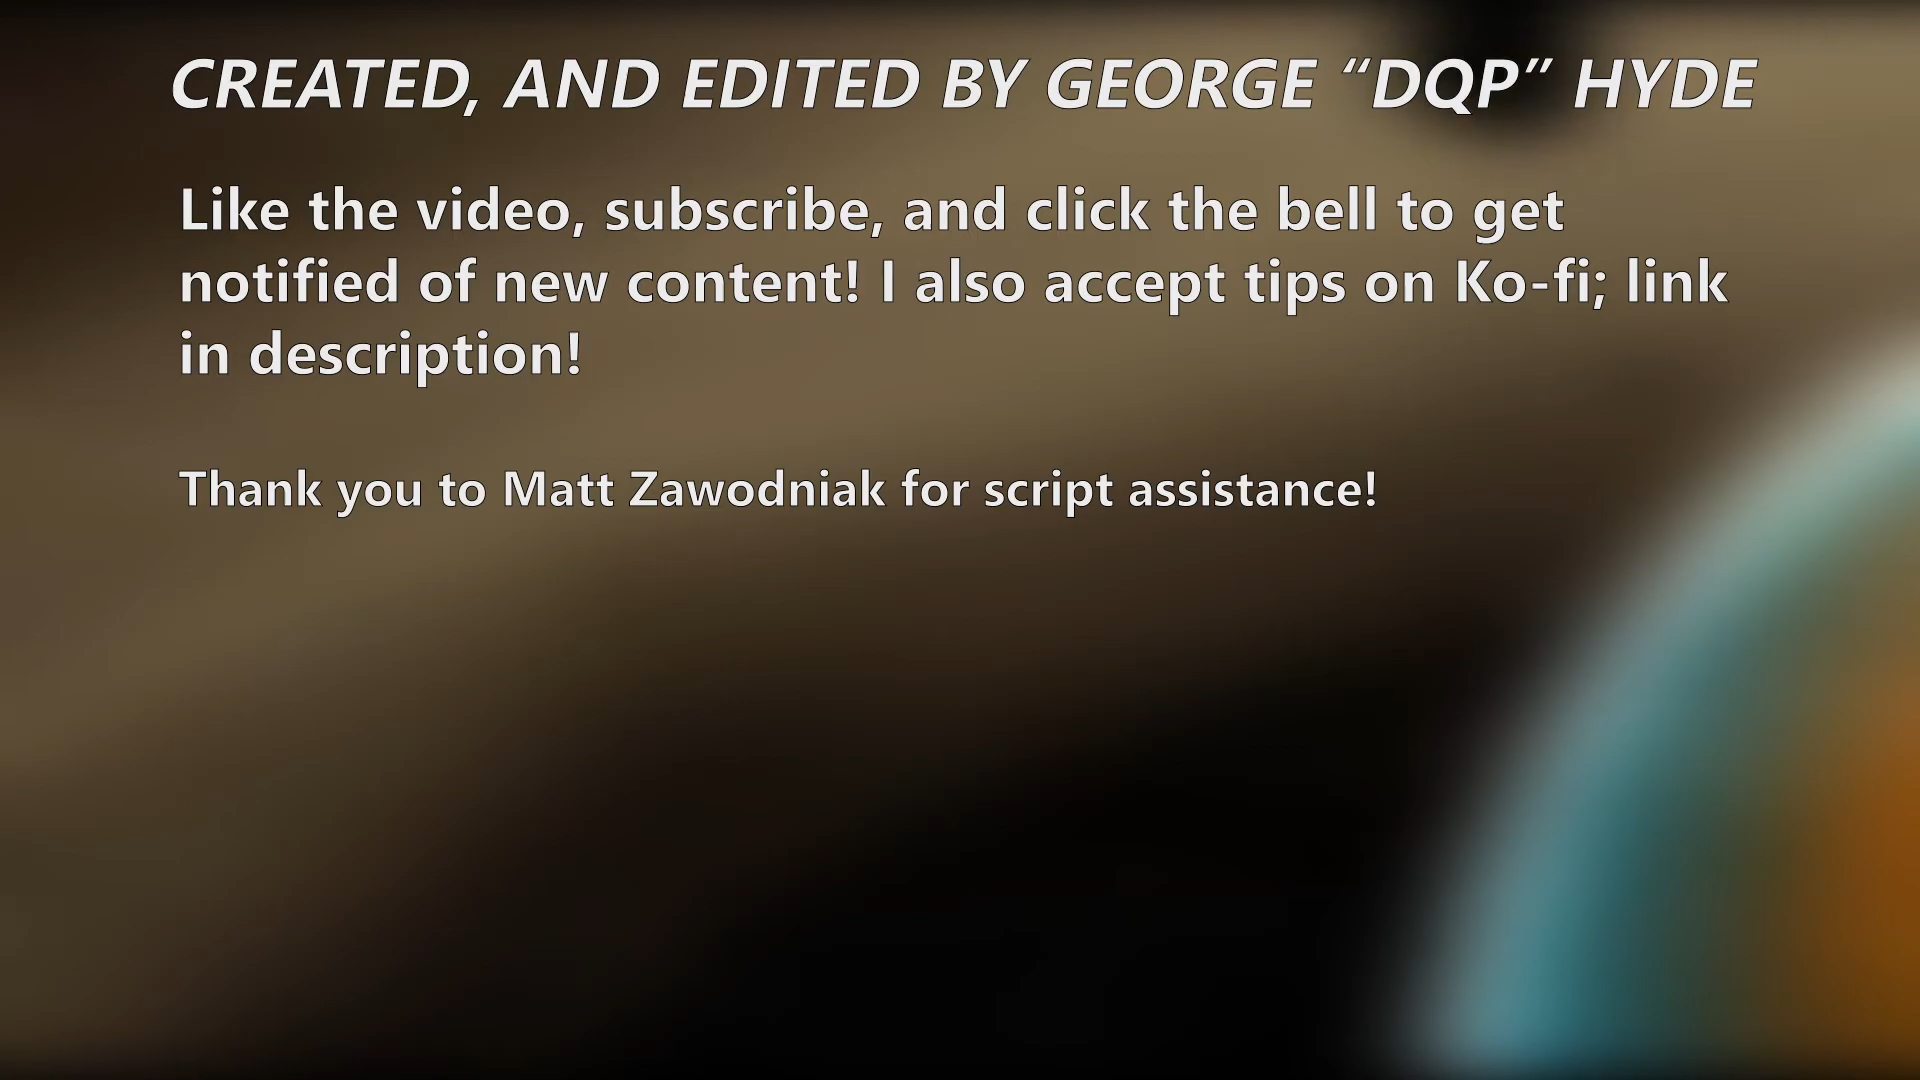 CREATED, AND EDITED BY GEORGE “DQP” HYDE
Like the video, subscribe, and click the bell to get
notified of new content! I also accept tips on Ko-fi; link
in description!
Thank you to Matt Zawodniak for script assistance!